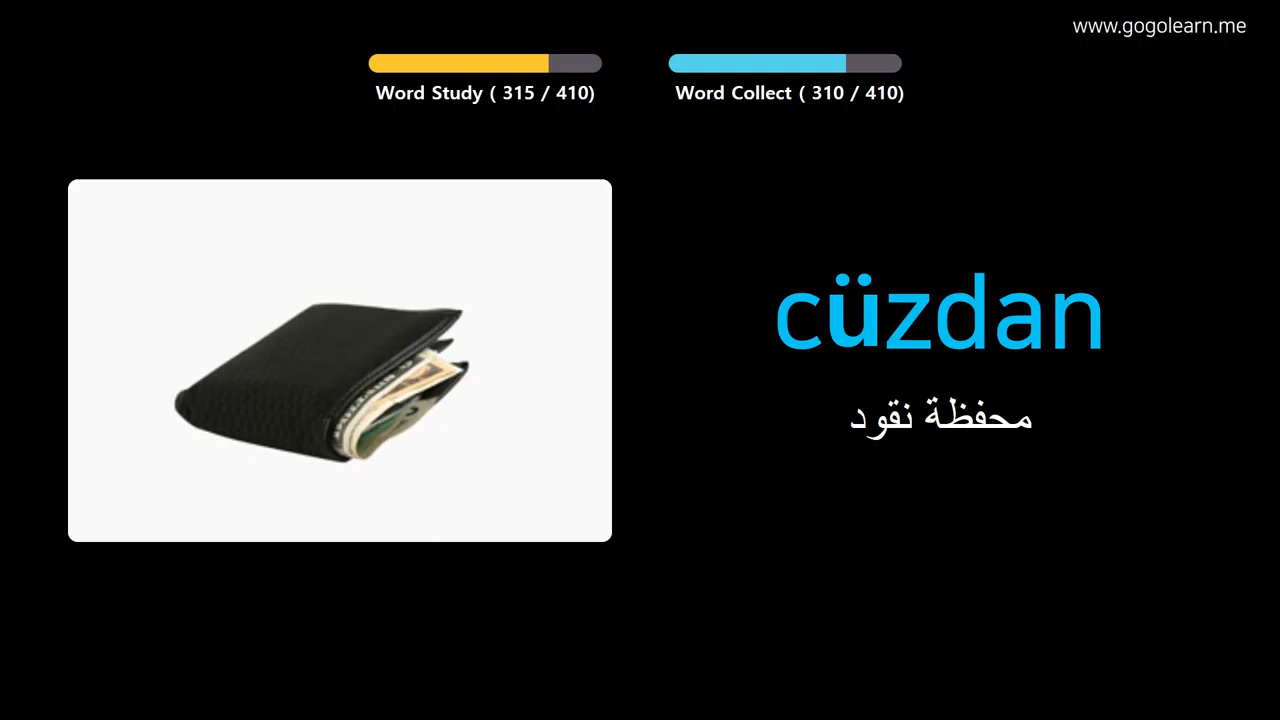 www.gogolearn.me
Word Study ( 315 / 410)
Word Collect ( 310 / 410)
cüzdan
محفظة نقود